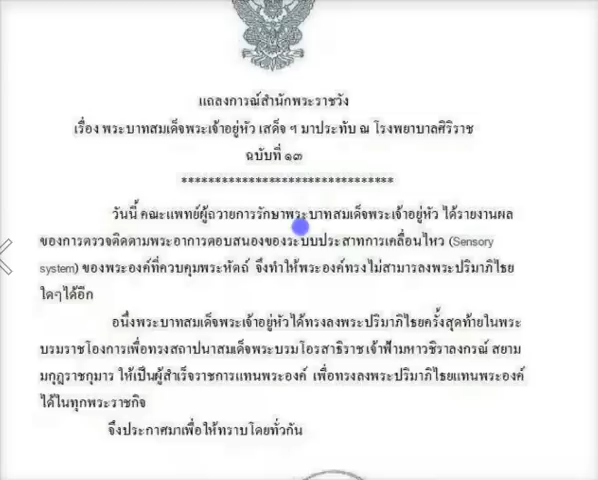 แถลงการณ์สำนักพระราชวัง
เรื่อง พระบาทสมเด็จพระเจ้าอยู่หัว เสด็จ ฯ มาประทับ ณ โรงพยาบาลศิริราช
ฉบับที่ ๑๓
********************************
วันนี้ คณะแพทย์ผู้ถวายการรักษาพระบาทสมเด็จพระเจ้าอยู่หัว ได้รายงานผล
ของการตรวจติดตามพระอาการตอบสนองของระบบประสาทการเคลื่อนไหว (Sensory
system) ของพระองค์ที่ควบคุมพระหัตถ์ จึงทำให้พระองค์ทรงไม่สามารลงพระปริมาภิไธย
ใดๆได้อีก
อนึ่งพระบาทสมเด็จพระเจ้าอยู่หัวได้ทรงลงพระปริมาภิไธยครั้งสุดท้ายในพระ
บรมราชโองการเพื่อทรงสถาปนาสมเด็จพระบรมโอรสาธิราช เจ้าฟ้ามหาวชิราลงกรณ์ สยาม
มกุฎราชกุมาร ให้เป็นผู้สำเร็จราชการแทนพระองค์ เพื่อทรงลงพระปริมาภิไธยแทนพระองค์
ได้ในทุกพระราชกิจ
จึงประกาศมาเพื่อให้ทราบโดยทั่วกัน